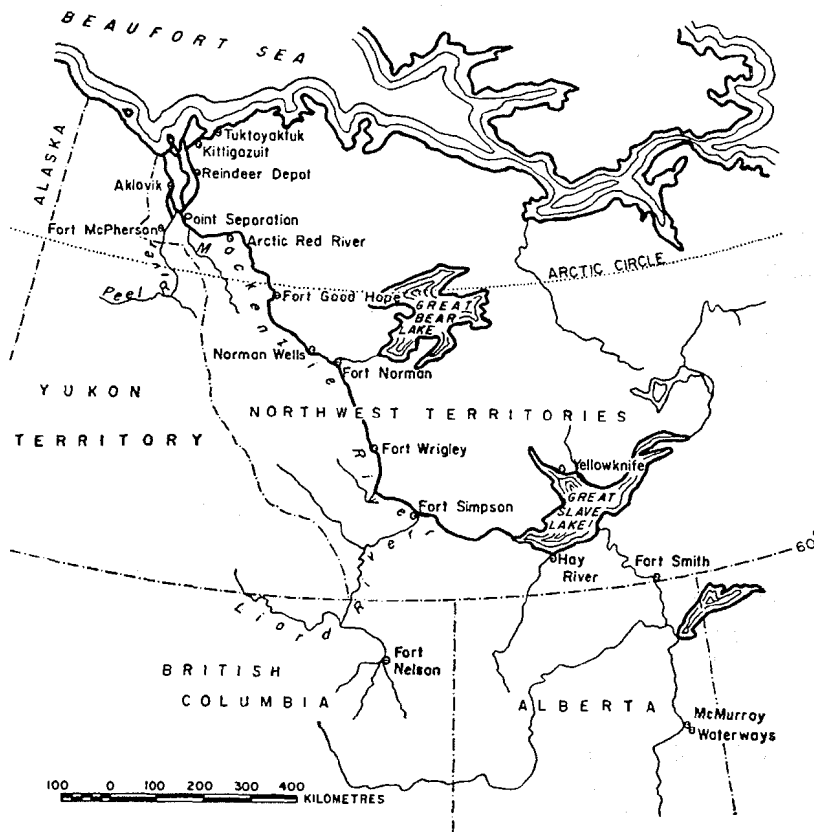 BEAUFORT SEA
ALASKA
Tuktoyaktuk
Kittigazuit
Reindeer Depot
Aklavik
Point Separation
Fort McPherson
Arctic Red River
ARCTIC CIRCLE
Peel River
Mackenzie River
Fort Good Hope
GREAT
BEAR
LAKE
Norman Wells
Fort Norman
YUKON
TERRITORY
NORTHWEST TERRITORIES
Fort Wrigley
Yellowknife
Fort Simpson
GREAT
SLAVE
LAKE
60°
Hay
River
Fort Smith
Liard River
Fort
Nelson
BRITISH
COLUMBIA
ALBERTA
McMurray
Waterways
100 0 100 200 300 400
KILOMETRES